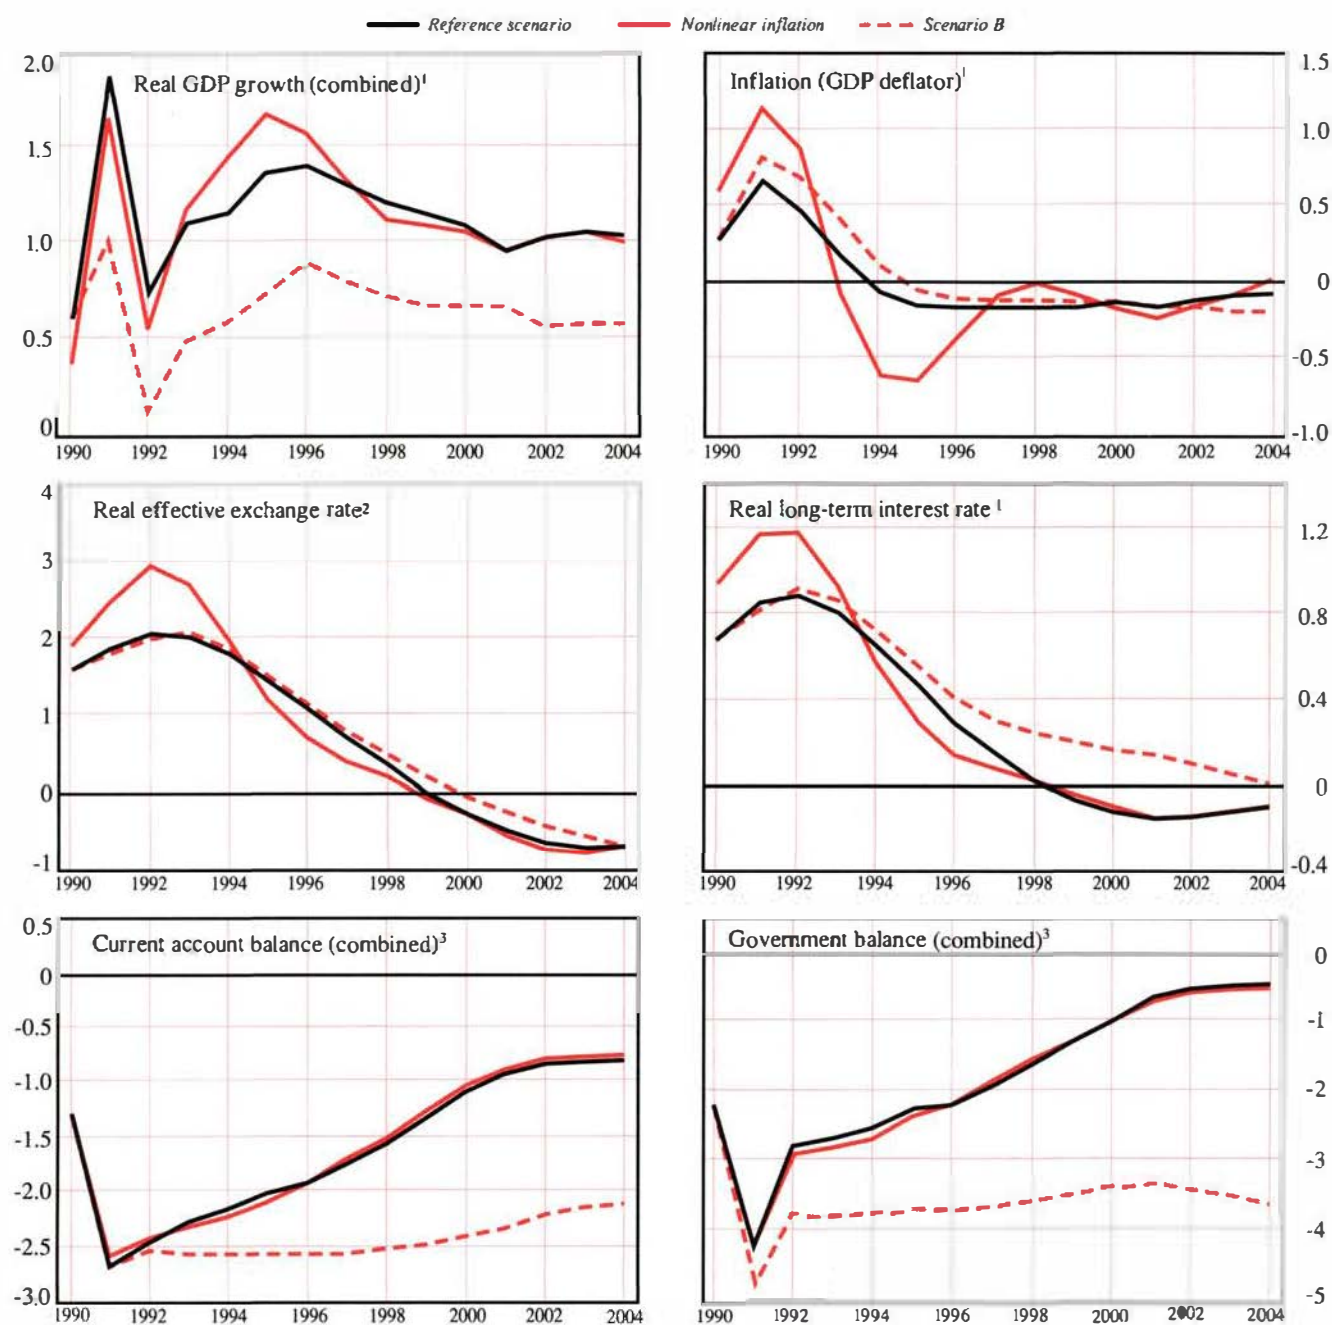 Reference scenario Nonlinear inflation Scenario B
Real GDP growth (combined)¹
2.0
1.5
1.0
0.5
0
1990 1992 1994 1996 1998 2000 2002 2004
Inflation (GDP deflator)¹
1.5
1.0
0.5
0
-0.5
-1.0
1990 1992 1994 1996 1998 2000 2002 2004
Real effective exchange rate²
4
3
2
1
0
-1
1990 1992 1994 1996 1998 2000 2002 2004
Real long-term interest rate ¹
1.2
0.8
0.4
0
-0.4
1990 1992 1994 1996 1998 2000 2002 2004
Current account balance (combined)³
0.5
0
-0.5
-1.0
-1.5
-2.0
-2.5
-3.0
1990 1992 1994 1996 1998 2000 2002 2004
Government balance (combined)³
0
-1
-2
-3
-4
-5
1990 1992 1994 1996 1998 2000 2002 2004